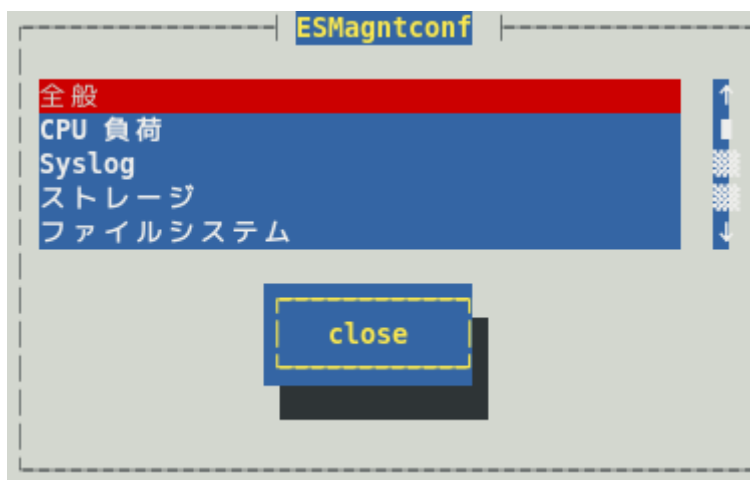 ESMagntconf
全般
CPU 負荷
Syslog
ストレージ
ファイルシステム
close